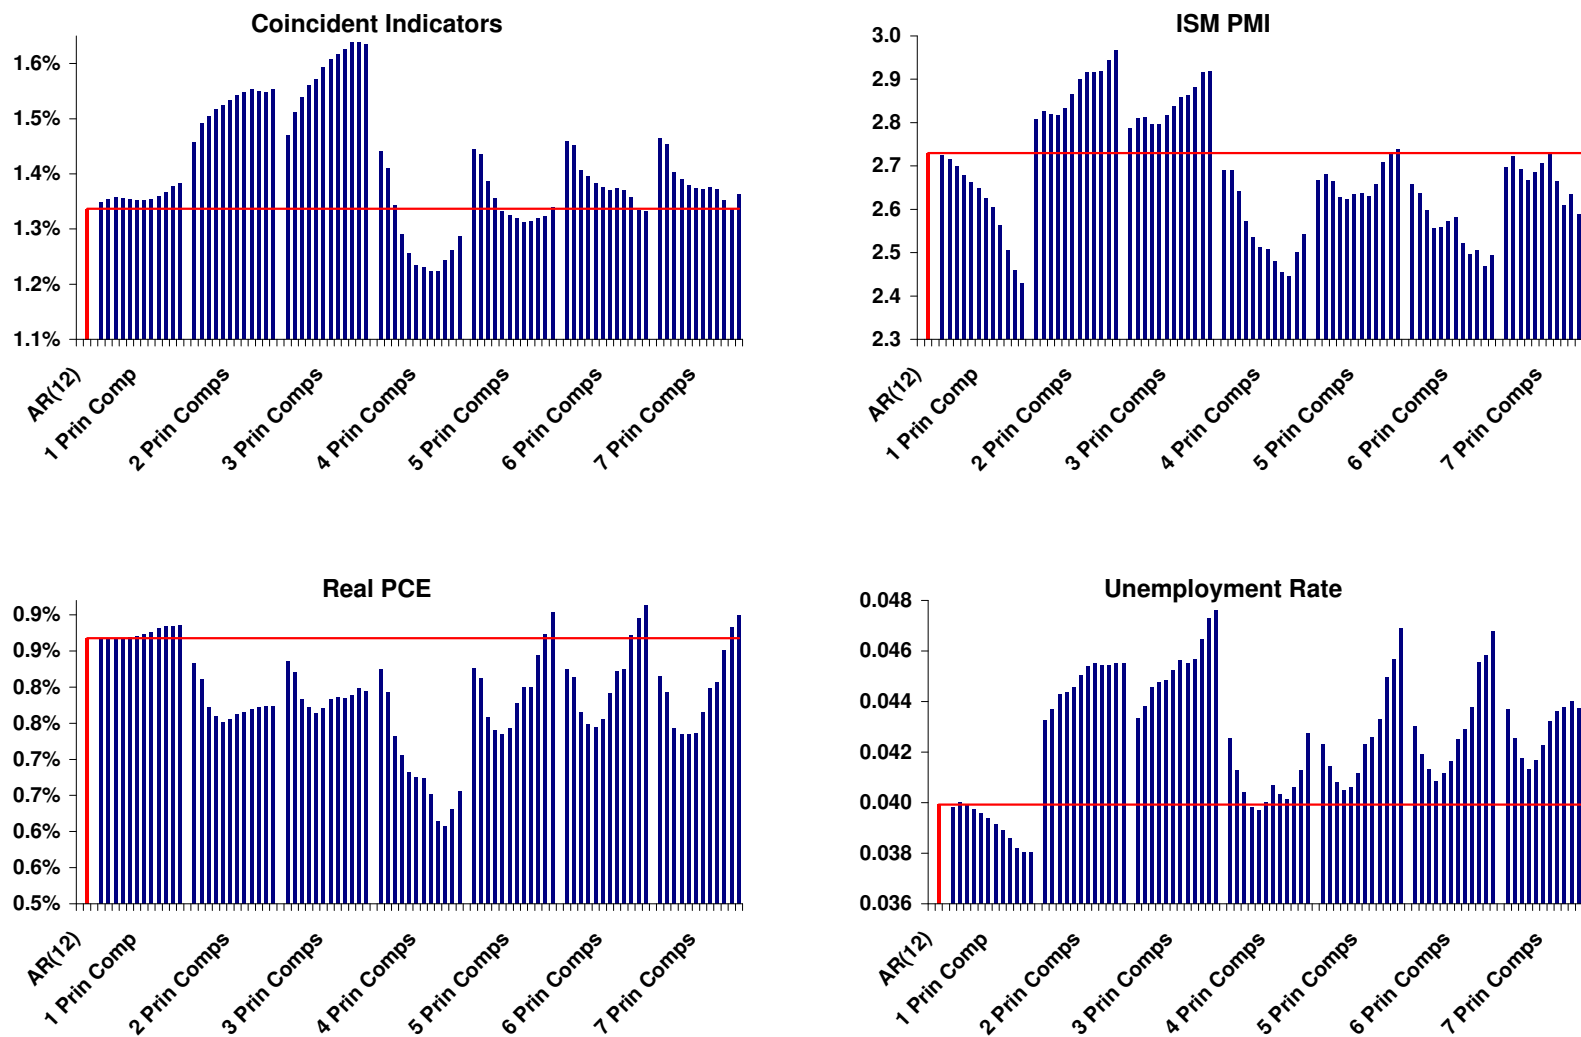 Coincident Indicators
1.6%
1.5%
1.4%
1.3%
1.2%
1.1%
AR(12)
1 Prin Comp
2 Prin Comps
3 Prin Comps
4 Prin Comps
5 Prin Comps
6 Prin Comps
7 Prin Comps
ISM PMI
3.0
2.9
2.8
2.7
2.6
2.5
2.4
2.3
AR(12)
1 Prin Comp
2 Prin Comps
3 Prin Comps
4 Prin Comps
5 Prin Comps
6 Prin Comps
7 Prin Comps
Real PCE
0.9%
0.9%
0.8%
0.8%
0.7%
0.7%
0.6%
0.6%
0.5%
AR(12)
1 Prin Comp
2 Prin Comps
3 Prin Comps
4 Prin Comps
5 Prin Comps
6 Prin Comps
7 Prin Comps
Unemployment Rate
0.048
0.046
0.044
0.042
0.040
0.038
0.036
AR(12)
1 Prin Comp
2 Prin Comps
3 Prin Comps
4 Prin Comps
5 Prin Comps
6 Prin Comps
7 Prin Comps